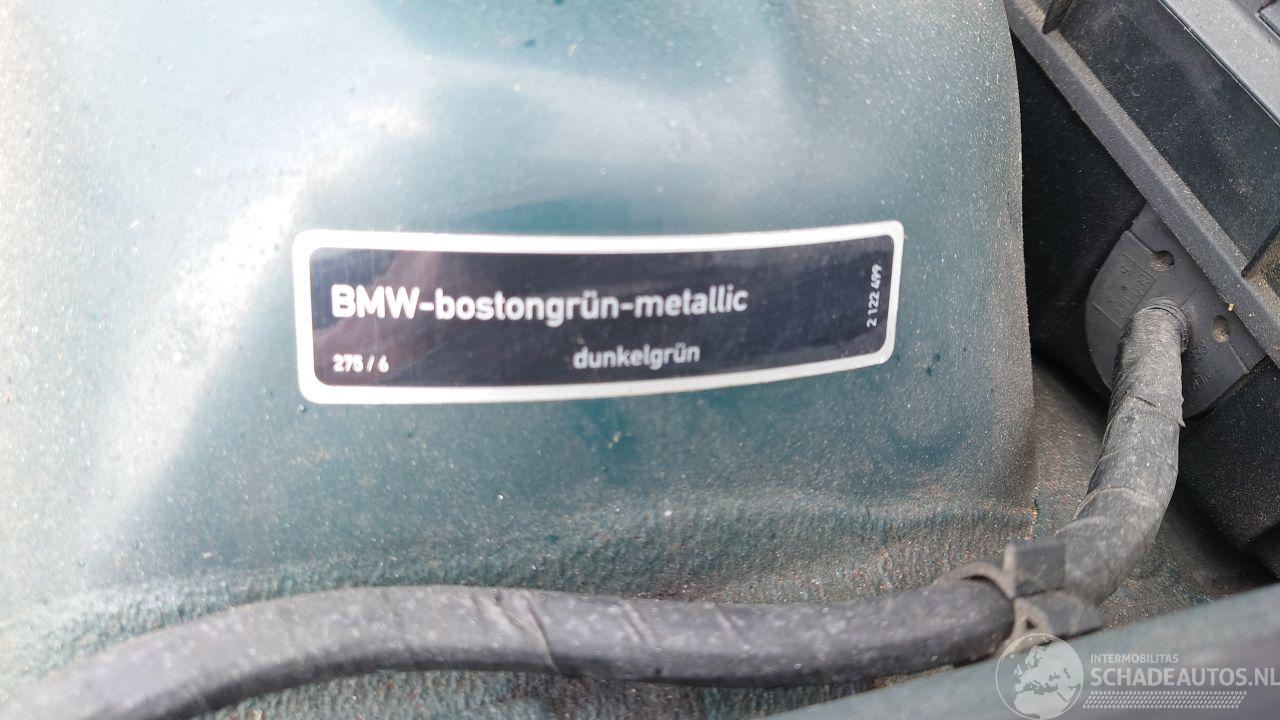 BMW-bostongrün-metallic
275 / 6
dunkelgrün
2 122 499
INTERMOBILITAS
SCHADEAUTOS.NL